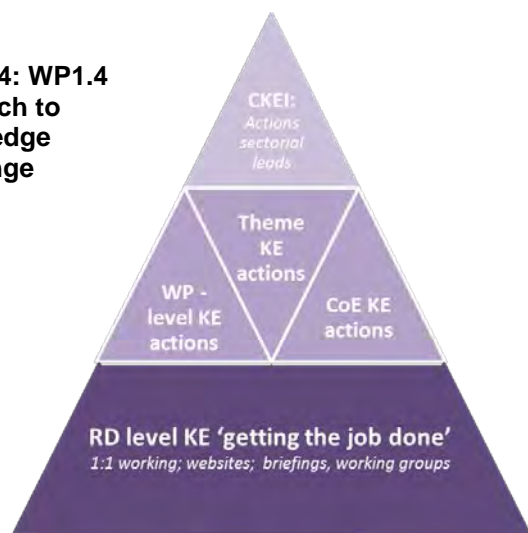 4: WP1.4
ch to
edge
nge
CKEI:
Actions
sectorial
leads
Theme
KE
actions
WP -
level KE
actions
CoE KE
actions
RD level KE ‘getting the job done’
1:1 working; websites; briefings, working groups